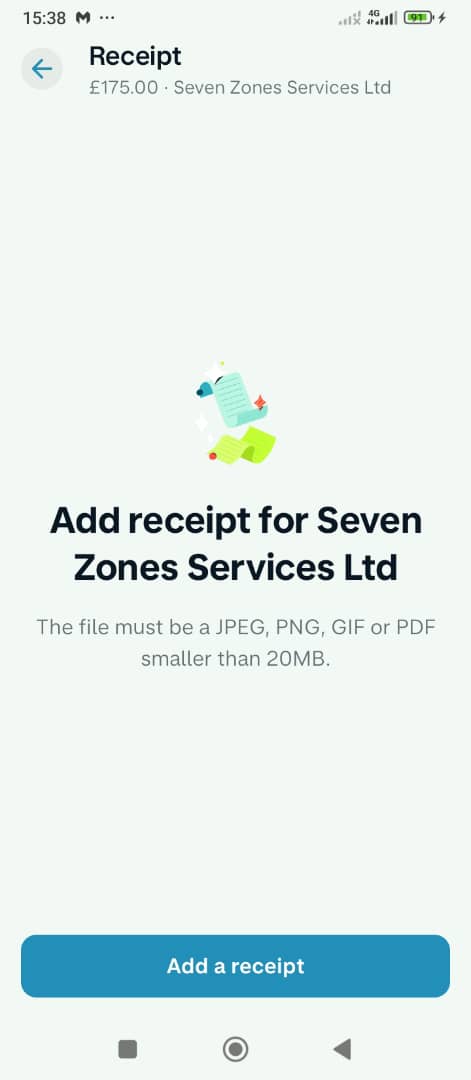 15:38
4G
91
Receipt
£175.00 · Seven Zones Services Ltd
Add receipt for Seven
Zones Services Ltd
The file must be a JPEG, PNG, GIF or PDF
smaller than 20MB.
Add a receipt